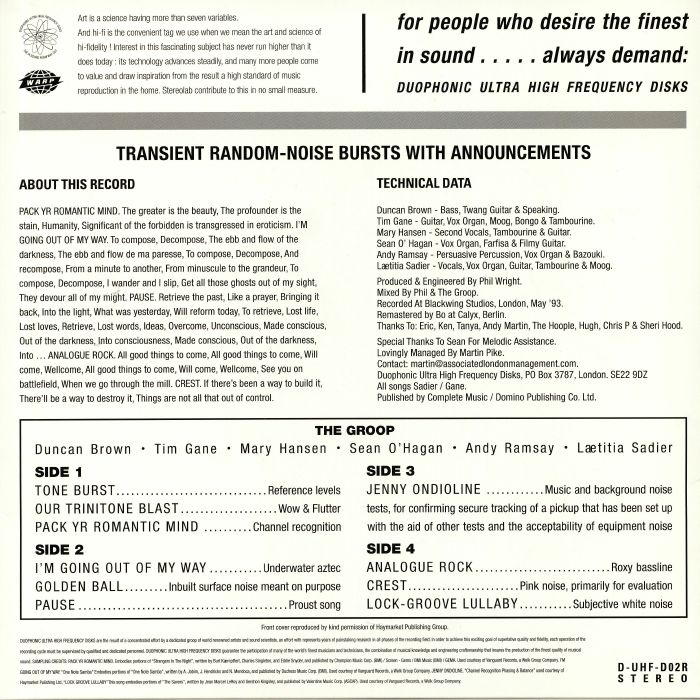 Art is a science having more than seven variables.
And hi-fi is the convenient tag we use when we mean the art and science of
hi-fidelity ! Interest in this fascinating subject has never run higher than it
does today : its technology advances steadily, and many more people come
to value and draw inspiration from the result a high standard of music
reproduction in the home. Stereolab contribute to this in no small measure.
WARP
for people who desire the finest
in sound . . . . . always demand:
DUOPHONIC ULTRA HIGH FREQUENCY DISKS
TRANSIENT RANDOM-NOISE BURSTS WITH ANNOUNCEMENTS
ABOUT THIS RECORD
PACK YR ROMANTIC MIND. The greater is the beauty, The profounder is the
stain, Humanity, Significant of the forbidden is transgressed in eroticism. I'M
GOING OUT OF MY WAY. To compose, Decompose, The ebb and flow of the
darkness, The ebb and flow de ma paresse, To compose, Decompose, And
recompose, From a minute to another, From minuscule to the grandeur, To
compose, Decompose, I wander and I slip, Get all those ghosts out of my sight,
They devour all of my might. PAUSE. Retrieve the past, Like a prayer, Bringing it
back, Into the light, What was yesterday, Will reform today, To retrieve, Lost life,
Lost loves, Retrieve, Lost words, Ideas, Overcome, Unconscious, Made conscious,
Out of the darkness, Into consciousness, Made conscious, Out of the darkness,
Into ... ANALOGUE ROCK. All good things to come, All good things to come, Will
come, Wellcome, All good things to come, Will come, Wellcome, See you on
battlefield, When we go through the mill. CREST. If there's been a way to build it,
There'll be a way to destroy it, Things are not all that out of control.
TECHNICAL DATA
Duncan Brown - Bass, Twang Guitar & Speaking.
Tim Gane - Guitar, Vox Organ, Moog, Bongo & Tambourine.
Mary Hansen - Second Vocals, Tambourine & Guitar.
Sean O' Hagan - Vox Organ, Farfisa & Filmy Guitar.
Andy Ramsay - Persuasive Percussion, Vox Organ & Bazouki.
Lætitia Sadier - Vocals, Vox Organ, Guitar, Tambourine & Moog.
Produced & Engineered By Phil Wright.
Mixed By Phil & The Groop.
Recorded At Blackwing Studios, London, May '93.
Remastered by Bo at Calyx, Berlin.
Thanks To: Eric, Ken, Tanya, Andy Martin, The Hoople, Hugh, Chris P & Sheri Hood.
Special Thanks To Sean For Melodic Assistance.
Lovingly Managed By Martin Pike.
Contact: martin@associatedlondonmanagement.com
Duophonic Ultra High Frequency Disks, PO Box 3787, London. SE22 9DZ
All songs Sadier / Gane.
Published by Complete Music / Domino Publishing Co. Ltd.
THE GROOP
Duncan Brown • Tim Gane • Mary Hansen • Sean O'Hagan • Andy Ramsay • Lætitia Sadier
SIDE 1
TONE BURST..............................Reference levels
OUR TRINITONE BLAST..............Wow & Flutter
PACK YR ROMANTIC MIND ..........Channel recognition
SIDE 2
I'M GOING OUT OF MY WAY ...........Underwater aztec
GOLDEN BALL.........Inbuilt surface noise meant on purpose
PAUSE ..........................................Proust song
SIDE 3
JENNY ONDIOLINE ...........Music and background noise
tests, for confirming secure tracking of a pickup that has been set up
with the aid of other tests and the acceptability of equipment noise
SIDE 4
ANALOGUE ROCK...........................Roxy bassline
CREST......................Pink noise, primarily for evaluation
LOCK-GROOVE LULLABY...........Subjective white noise
Front cover reproduced by kind permission of Haymarket Publishing Group.
D-UHF-D02R
STEREO